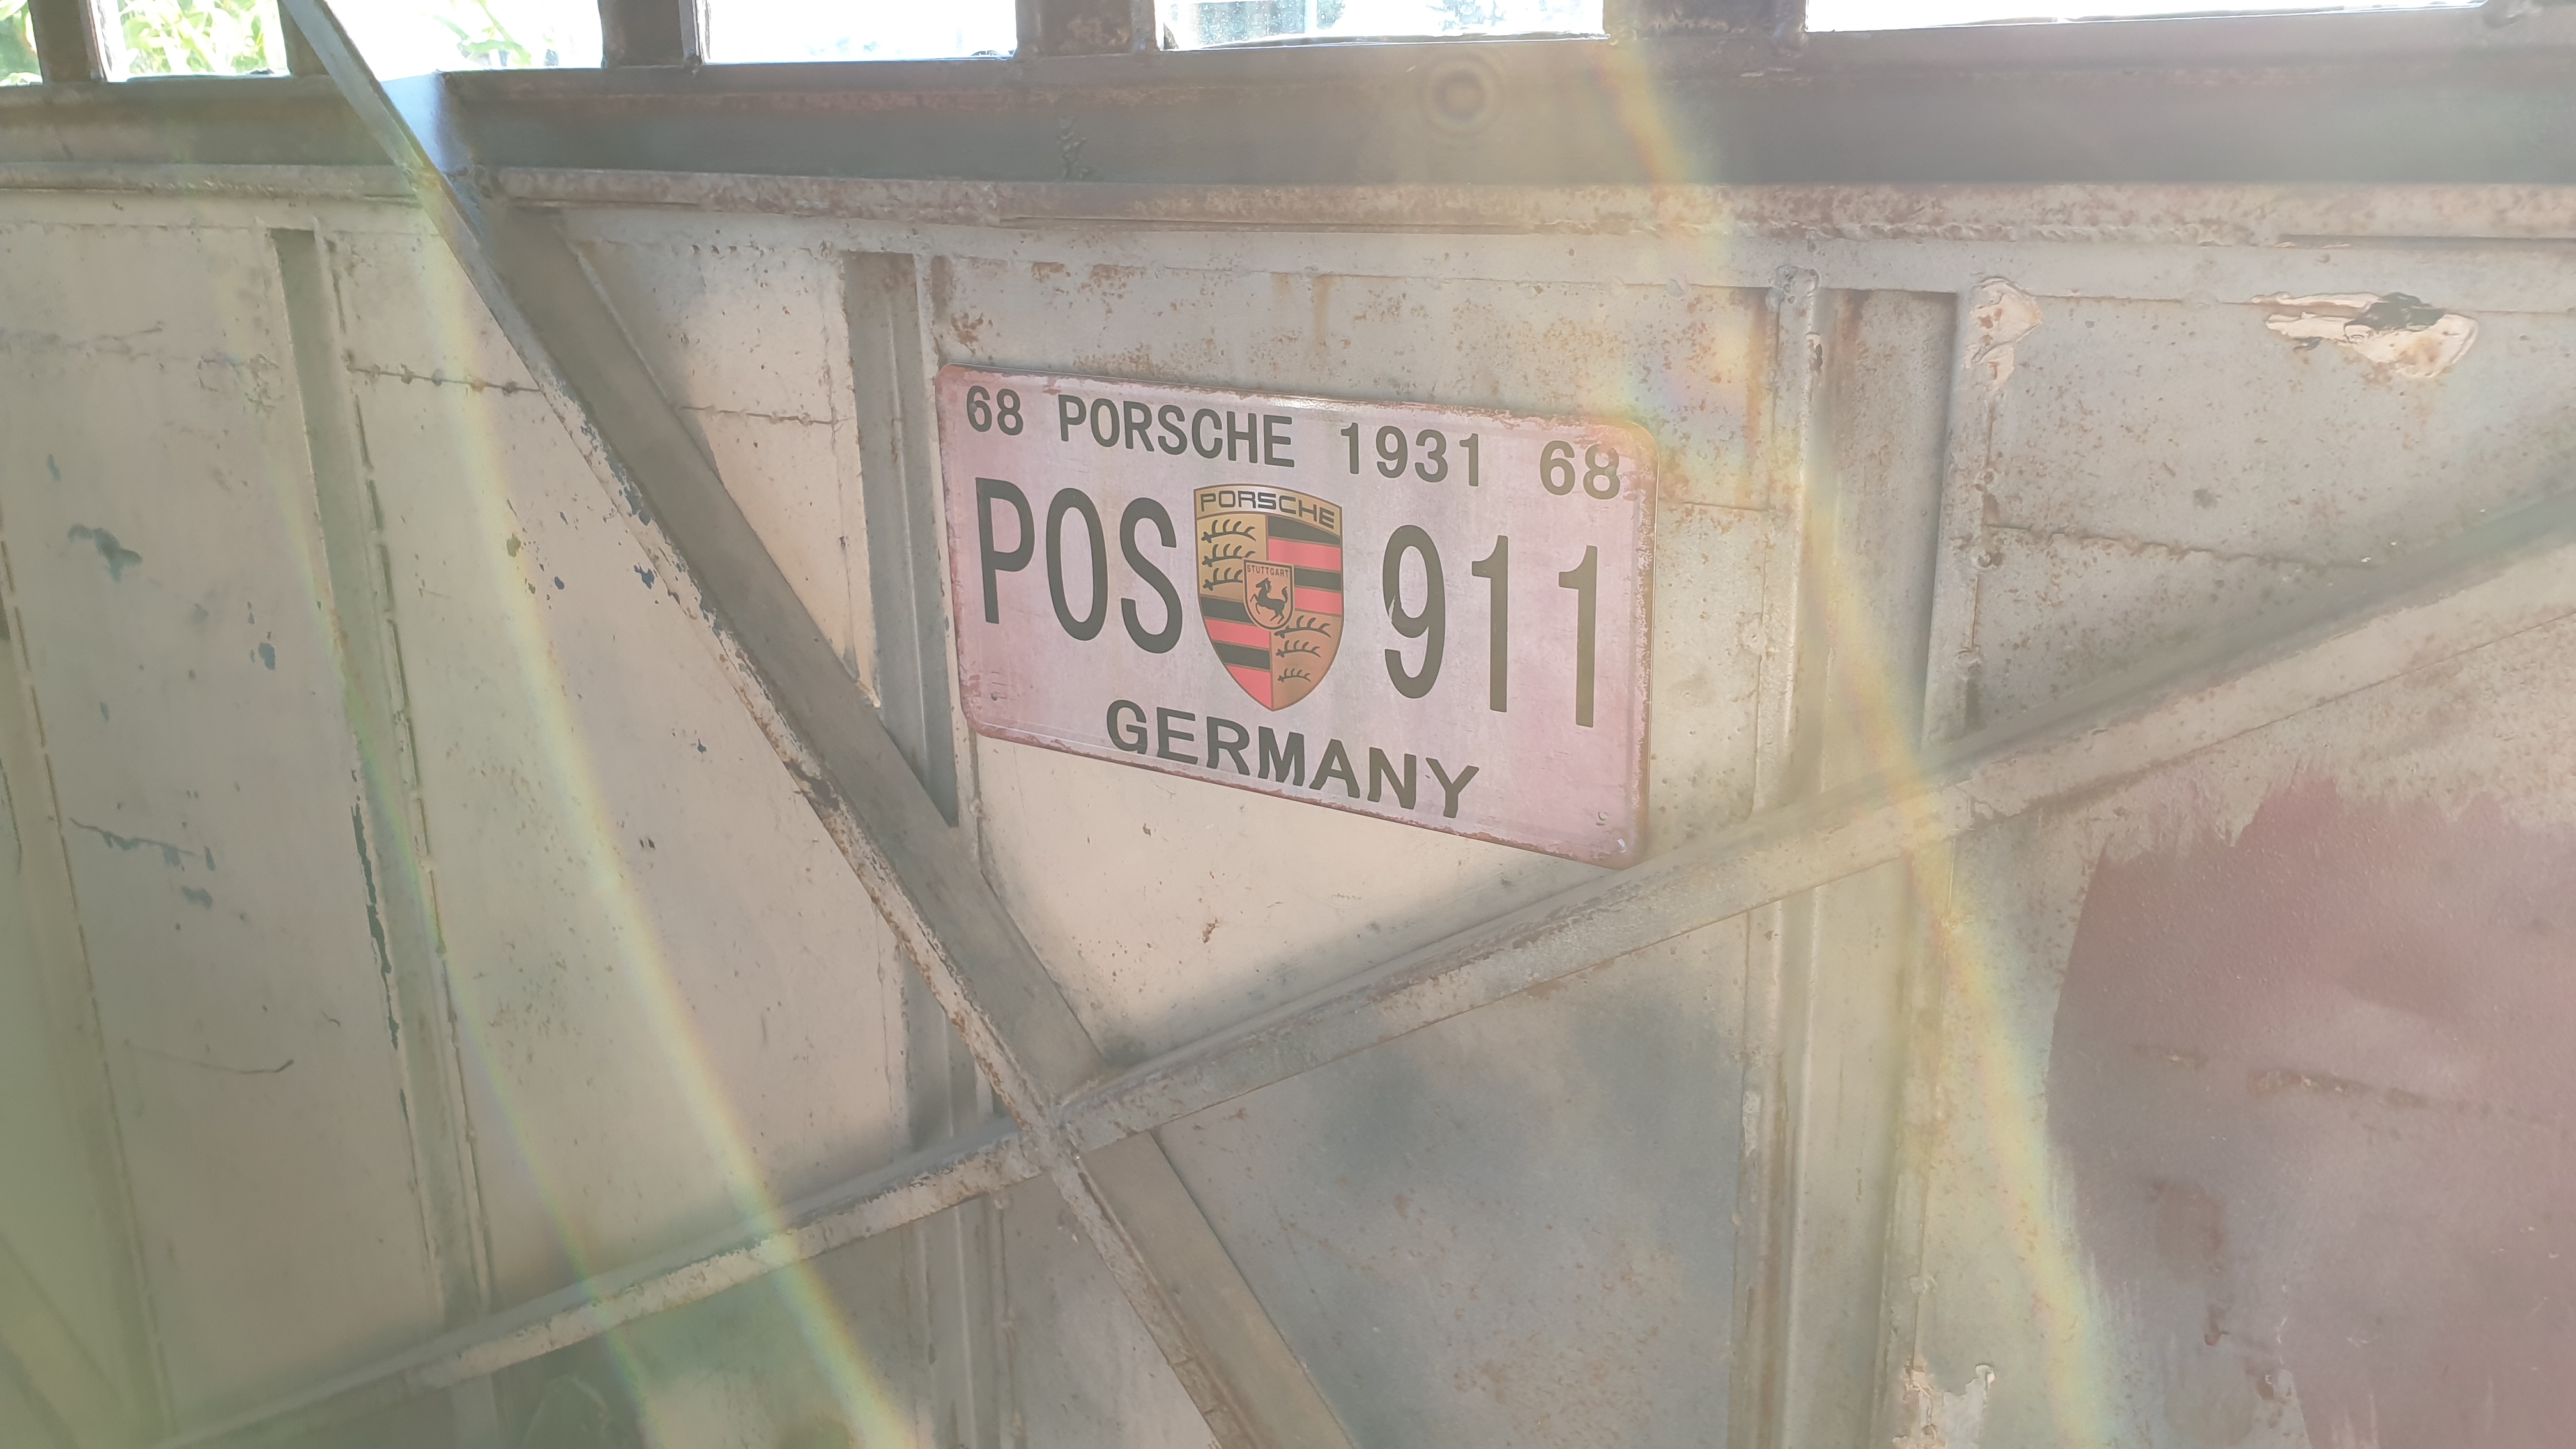 68 PORSCHE 1931 68
POS 911
PORSCHE
STUTTGART
GERMANY